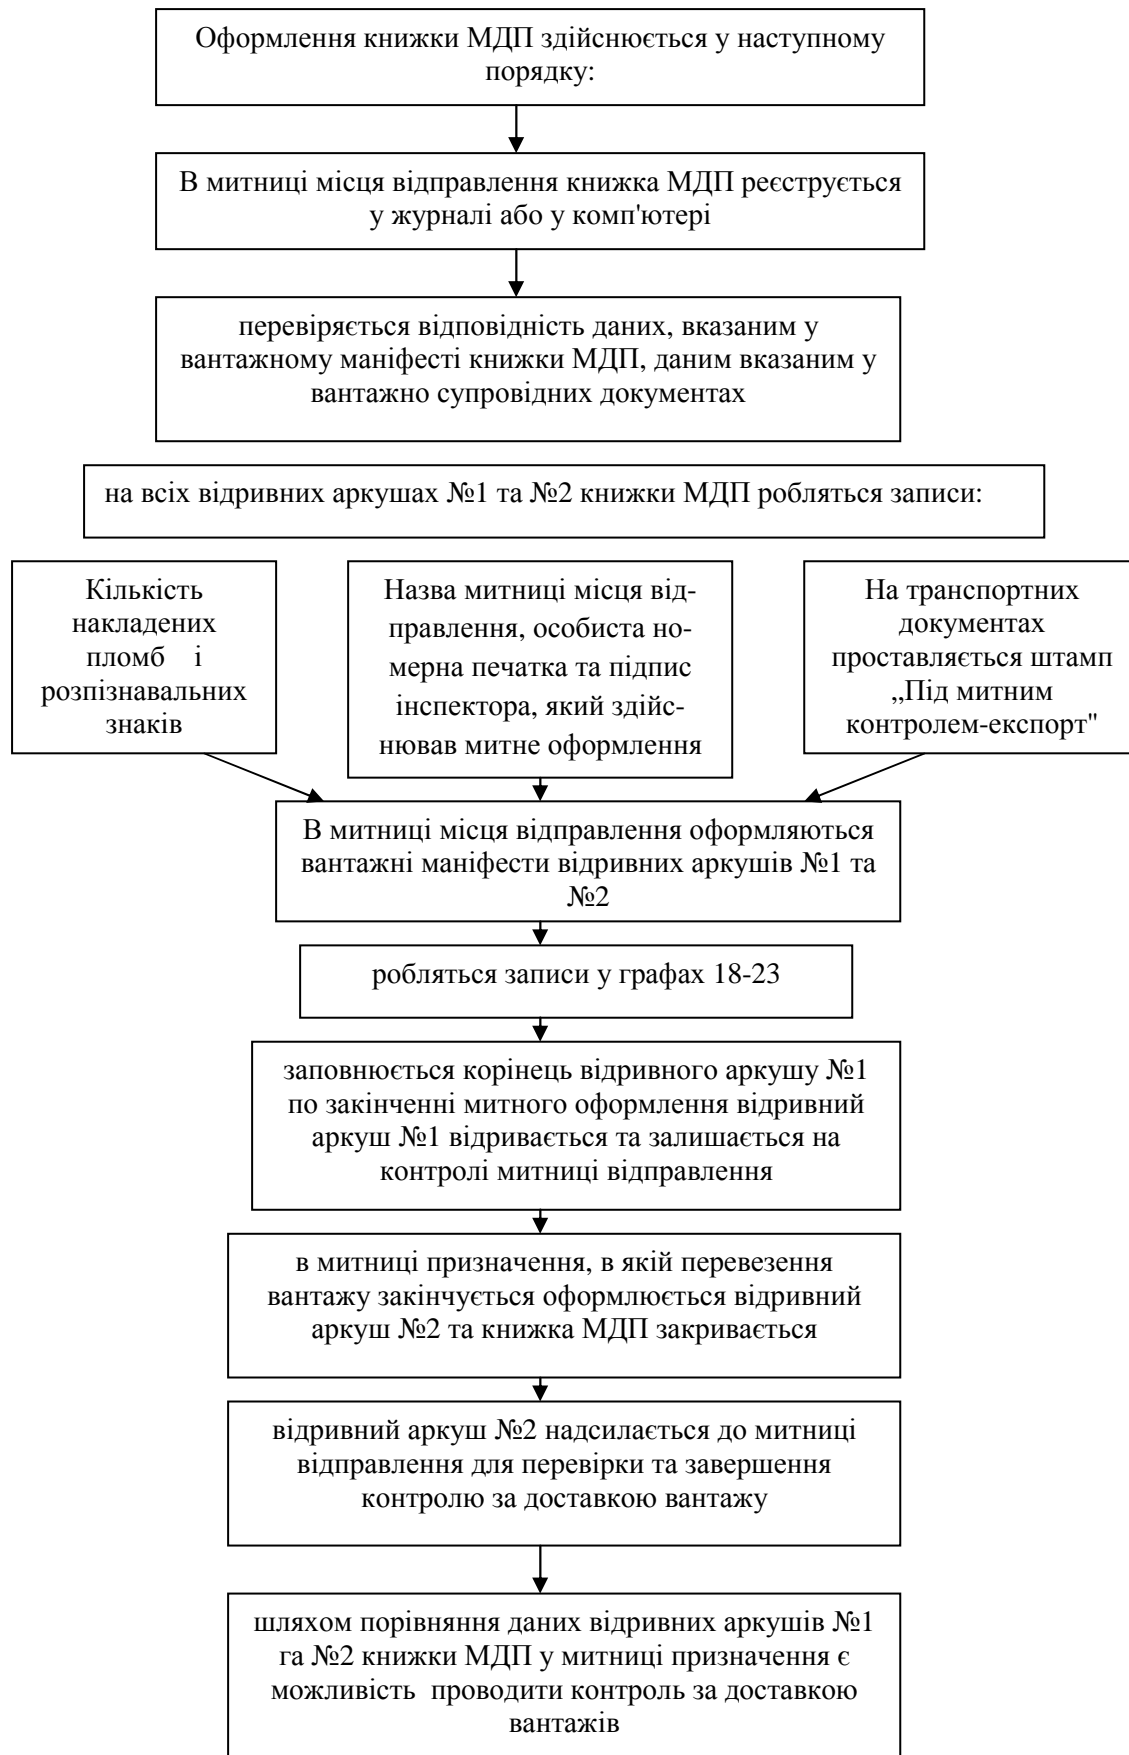 Оформлення книжки МДП здійснюється у наступному
порядку:
В митниці місця відправлення книжка МДП реєструється
у журналі або у комп'ютері
перевіряється відповідність даних, вказаним у
вантажному маніфесті книжки МДП, даним вказаним у
вантажно супровідних документах
на всіх відривних аркушах №1 та №2 книжки МДП робляться записи:
Кількість
накладених
пломб і
розпізнавальних
знаків
Назва митниці місця від-
правлення, особиста но-
мерна печатка та підпис
інспектора, який здійс-
нював митне оформлення
На транспортних
документах
проставляється штамп
„Під митним
контролем-експорт"
В митниці місця відправлення оформляються
вантажні маніфести відривних аркушів №1 та
№2
робляться записи у графах 18-23
заповнюється корінець відривного аркушу №1
по закінченні митного оформлення відривний
аркуш №1 відривається та залишається на
контролі митниці відправлення
в митниці призначення, в якій перевезення
вантажу закінчується оформлюється відривний
аркуш №2 та книжка МДП закривається
відривний аркуш №2 надсилається до митниці
відправлення для перевірки та завершення
контролю за доставкою вантажу
шляхом порівняння даних відривних аркушів №1
га №2 книжки МДП у митниці призначення є
можливість проводити контроль за доставкою
вантажів